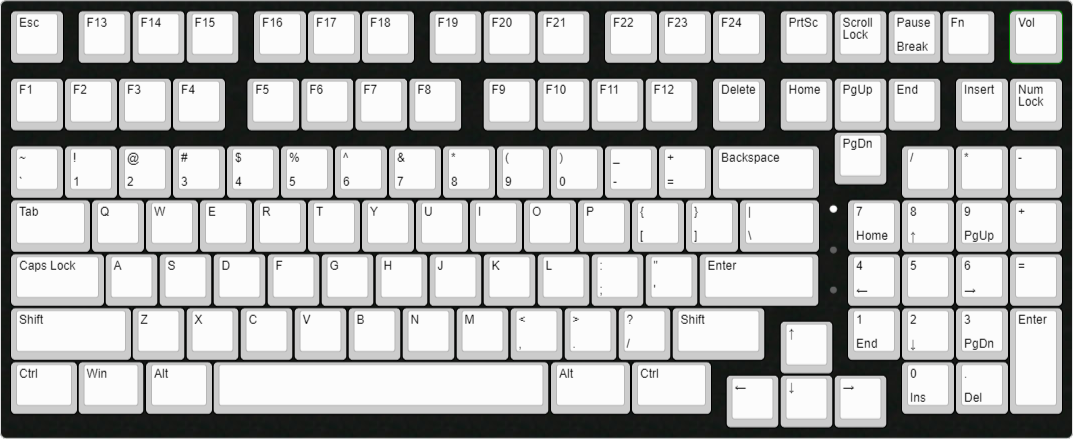 Esc F13 F14 F15 F16 F17 F18 F19 F20 F21 F22 F23 F24 PrtSc Scroll Lock Pause Break Fn Vol
F1 F2 F3 F4 F5 F6 F7 F8 F9 F10 F11 F12 Delete Home PgUp End Insert Num Lock
PgDn
~ ! @ # $ % ^ & * ( ) _ + Backspace / * -
` 1 2 3 4 5 6 7 8 9 0 - =
Tab Q W E R T Y U I O P { } | 7 8 9 +
[ ] \ Home ↑ PgUp
Caps Lock A S D F G H J K L : " Enter 4 5 6 =
; ' ← →
Shift Z X C V B N M < > ? Shift ↑ 1 2 3 Enter
, . / End ↓ PgDn
Ctrl Win Alt Alt Ctrl ← ↓ → 0 .
Ins Del